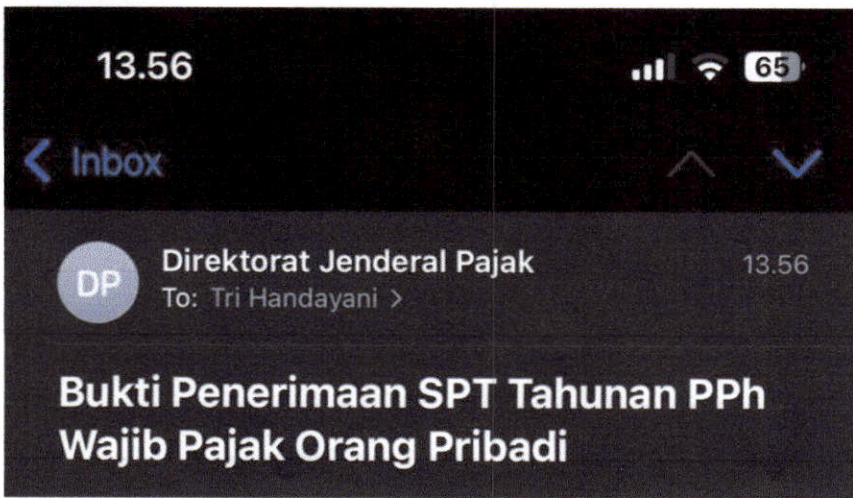 13.56
65
Inbox
DP
Direktorat Jenderal Pajak
13.56
To: Tri Handayani >
Bukti Penerimaan SPT Tahunan PPh
Wajib Pajak Orang Pribadi